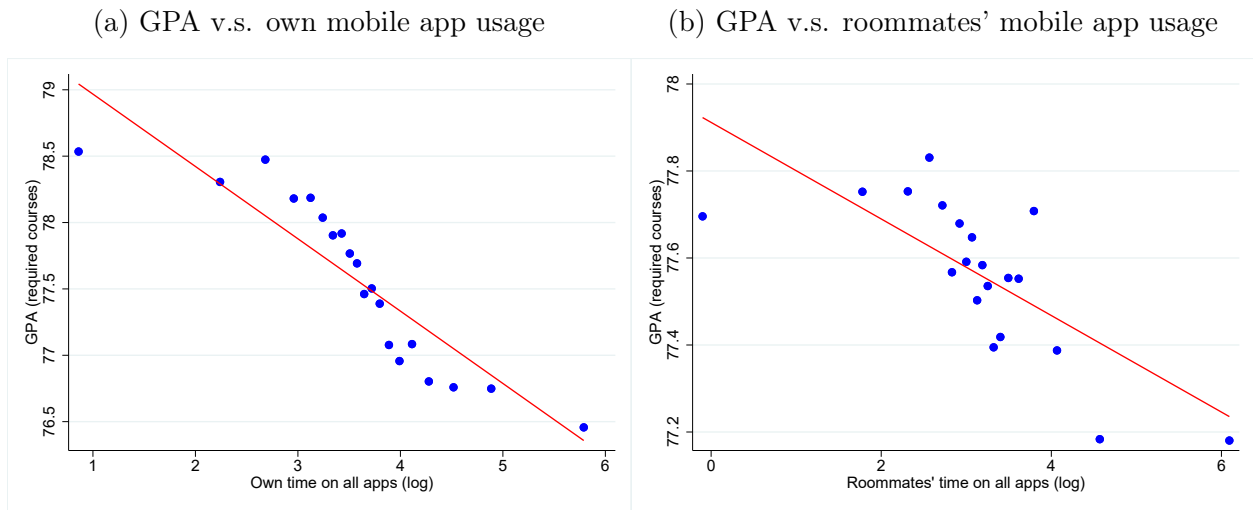 (a) GPA v.s. own mobile app usage
79
78.5
78
77.5
77
76.5
GPA (required courses)
1 2 3 4 5 6
Own time on all apps (log)
(b) GPA v.s. roommates' mobile app usage
78
77.8
77.6
77.4
77.2
GPA (required courses)
0 2 4 6
Roommates' time on all apps (log)